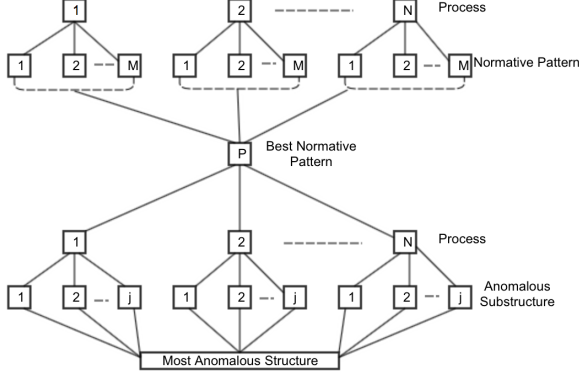 1 2 N Process
1 2 M 1 2 M 1 2 M Normative Pattern
P Best Normative
Pattern
1 2 N Process
1 2 j 1 2 j 1 2 j Anomalous
Substructure
Most Anomalous Structure